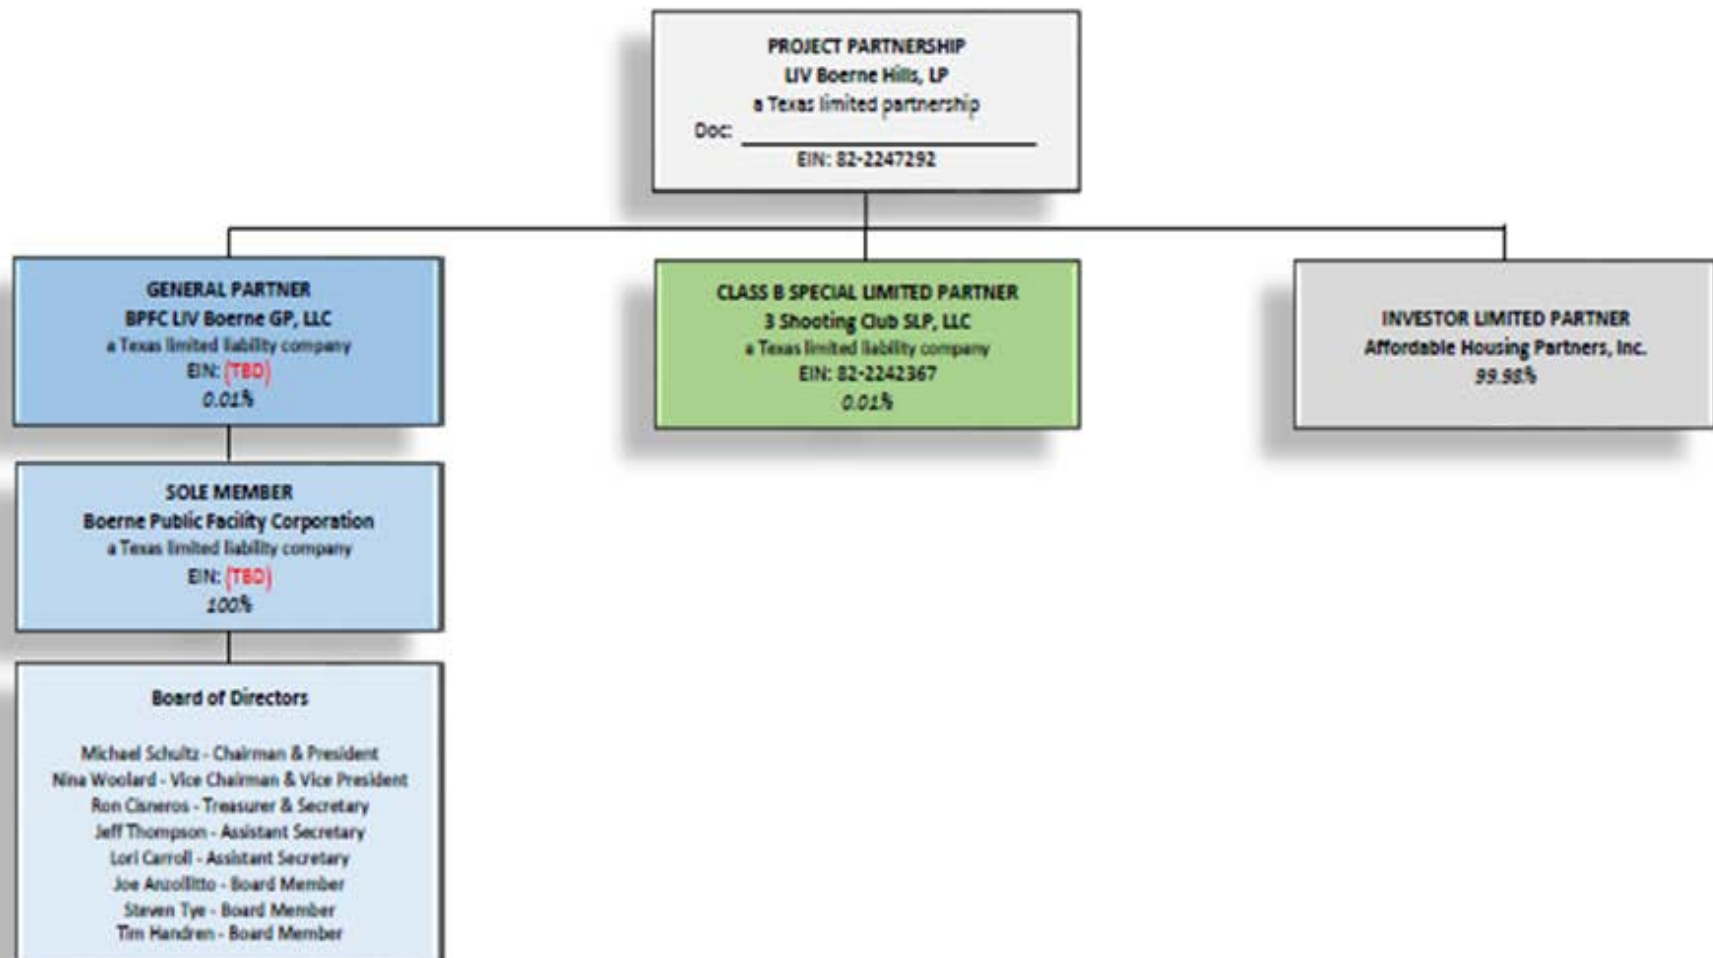 PROJECT PARTNERSHIP
LIV Boerne Hills, LP
a Texas limited partnership
Doc:
EIN: 82-2247292
GENERAL PARTNER
BPFC LIV Boerne GP, LLC
a Texas limited liability company
EIN: (TBD)
0.01%
CLASS B SPECIAL LIMITED PARTNER
3 Shooting Club SLP, LLC
a Texas limited liability company
EIN: 82-2242367
0.01%
INVESTOR LIMITED PARTNER
Affordable Housing Partners, Inc.
99.98%
SOLE MEMBER
Boerne Public Facility Corporation
a Texas limited liability company
EIN: (TBD)
100%
Board of Directors
Michael Schultz - Chairman & President
Nina Woolard - Vice Chairman & Vice President
Ron Cisneros - Treasurer & Secretary
Jeff Thompson - Assistant Secretary
Lori Carroll - Assistant Secretary
Joe Anzollitto - Board Member
Steven Tye - Board Member
Tim Handren - Board Member